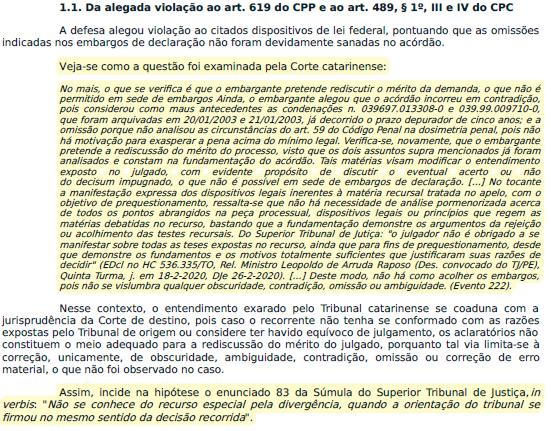 1.1. Da alegada violação ao art. 619 do CPP e ao art. 489, § 1º, III e IV do CPC
A defesa alegou violação ao citados dispositivos de lei federal, pontuando que as omissões
indicadas nos embargos de declaração não foram devidamente sanadas no acórdão.
Veja-se como a questão foi examinada pela Corte catarinense:
No mais, o que se verifica é que o embargante pretende rediscutir o mérito da demanda, o que não é
permitido em sede de embargos Ainda, o embargante alegou que o acórdão incorreu em contradição,
pois considerou como maus antecedentes as condenações n. 039697.013308-0 e 039.99.009710-0,
que foram arquivadas em 20/01/2003 e 21/01/2003, já decorrido o prazo depurador de cinco anos; e a
omissão porque não analisou as circunstâncias do art. 59 do Código Penal na dosimetria penal, pois não
há motivação para exasperar a pena acima do mínimo legal. Verifica-se, novamente, que o embargante
pretende a rediscussão do mérito do processo, visto que os dois assuntos supra mencionados já foram
analisados e constam na fundamentação do acórdão. Tais matérias visam modificar o entendimento
exposto no julgado, com evidente propósito de discutir o eventual acerto ou não
do decisum impugnado, o que não é possível em sede de embargos de declaração. [...] No tocante
a manifestação expressa dos dispositivos legais inerentes à matéria recursal tratada no apelo, com o
objetivo de prequestionamento, ressalta-se que não há necessidade de análise pormenorizada acerca
de todos os pontos abrangidos na peça processual, dispositivos legais ou princípios que regem as
matérias debatidas no recurso, bastando que a fundamentação demonstre os argumentos da rejeição
ou acolhimento das testes recursais. Do Superior Tribunal de Jutiça: "o julgador não é obrigado a se
manifestar sobre todas as teses expostas no recurso, ainda que para fins de prequestionamento, desde
que demonstre os fundamentos e os motivos totalmente suficientes que justificaram suas razões de
decidir" (EDcl no HC 536.335/TO, Rel. Ministro Leopoldo de Arruda Raposo (Des. convocado do TJ/PE),
Quinta Turma, j. em 18-2-2020, DJe 26-2-2020). [...] Deste modo, não há como acolher os embargos,
pois não se vislumbra qualquer obscuridade, contradição, omissão ou ambiguidade. (Evento 222).
Nesse contexto, o entendimento exarado pelo Tribunal catarinense se coaduna com a
jurisprudência da Corte de destino, pois caso o recorrente não tenha se conformado com as razões
expostas pelo Tribunal de origem ou considere ter havido equívoco de julgamento, os aclaratórios não
constituem o meio adequado para a rediscussão do mérito do julgado, porquanto tal via limita-se à
correção, unicamente, de obscuridade, ambiguidade, contradição, omissão ou correção de erro
material, o que não foi observado no caso.
Assim, incide na hipótese o enunciado 83 da Súmula do Superior Tribunal de Justiça, in
verbis: "Não se conhece do recurso especial pela divergência, quando a orientação do tribunal se
firmou no mesmo sentido da decisão recorrida".